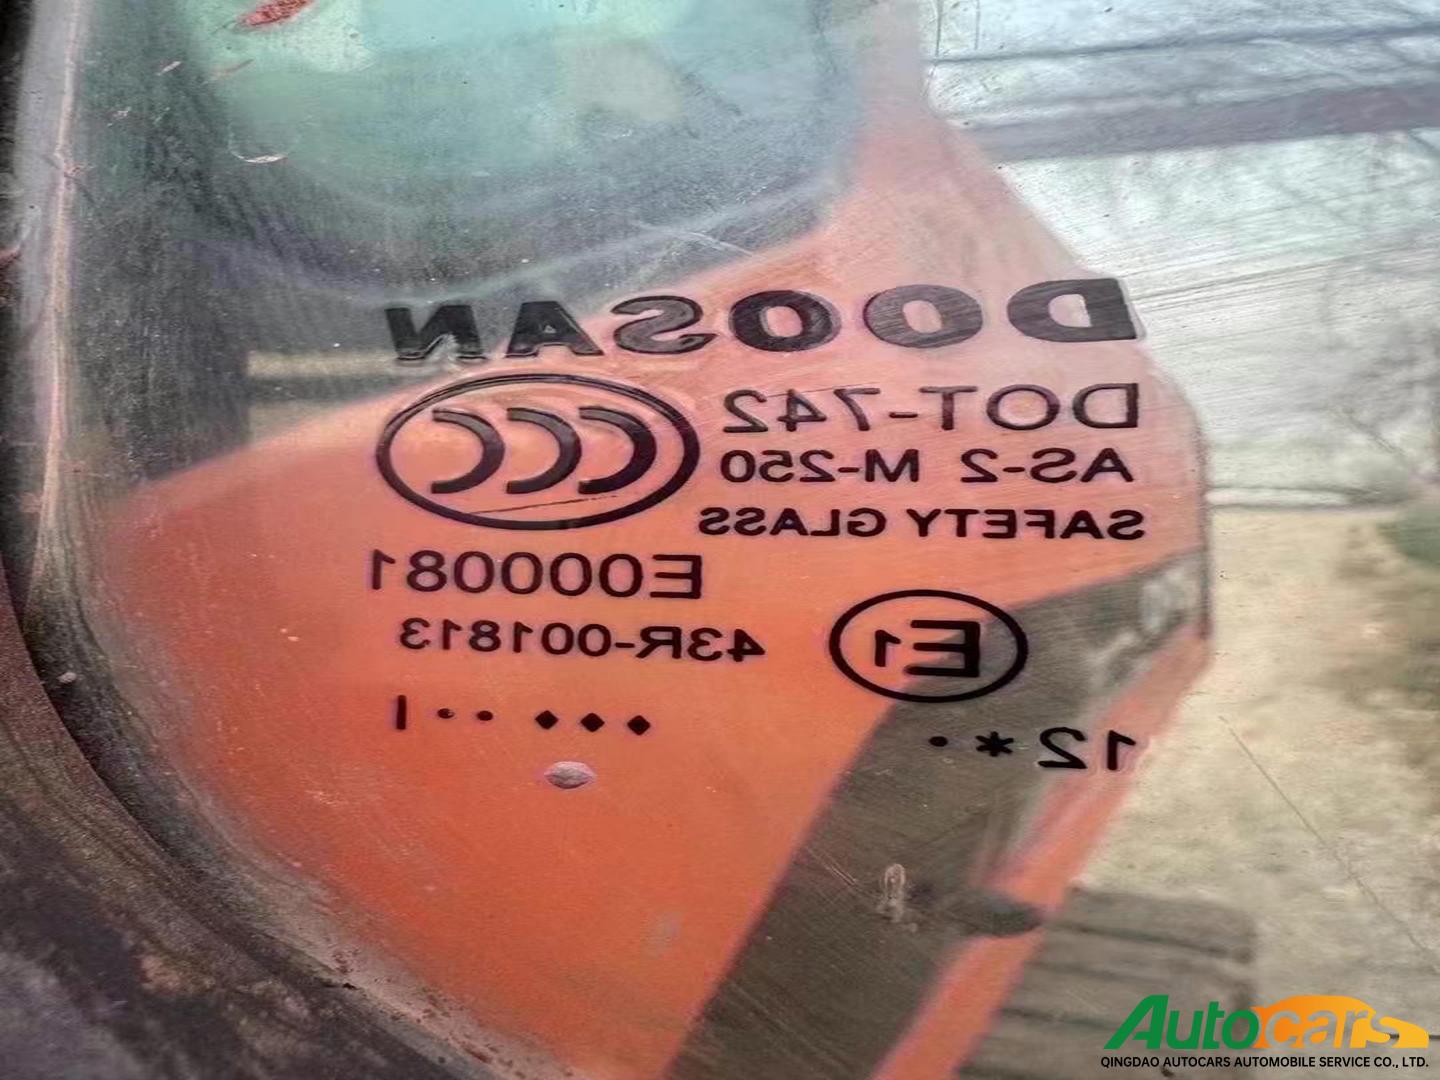 DOOSAN
DOT-742
CCC
AS-2 M-250
SAFETY GLASS
E000081
E1
43R-001813
12 * • ◆ ◆ ◆ • • I
Autocars
QINGDAO AUTOCARS AUTOMOBILE SERVICE CO., LTD.